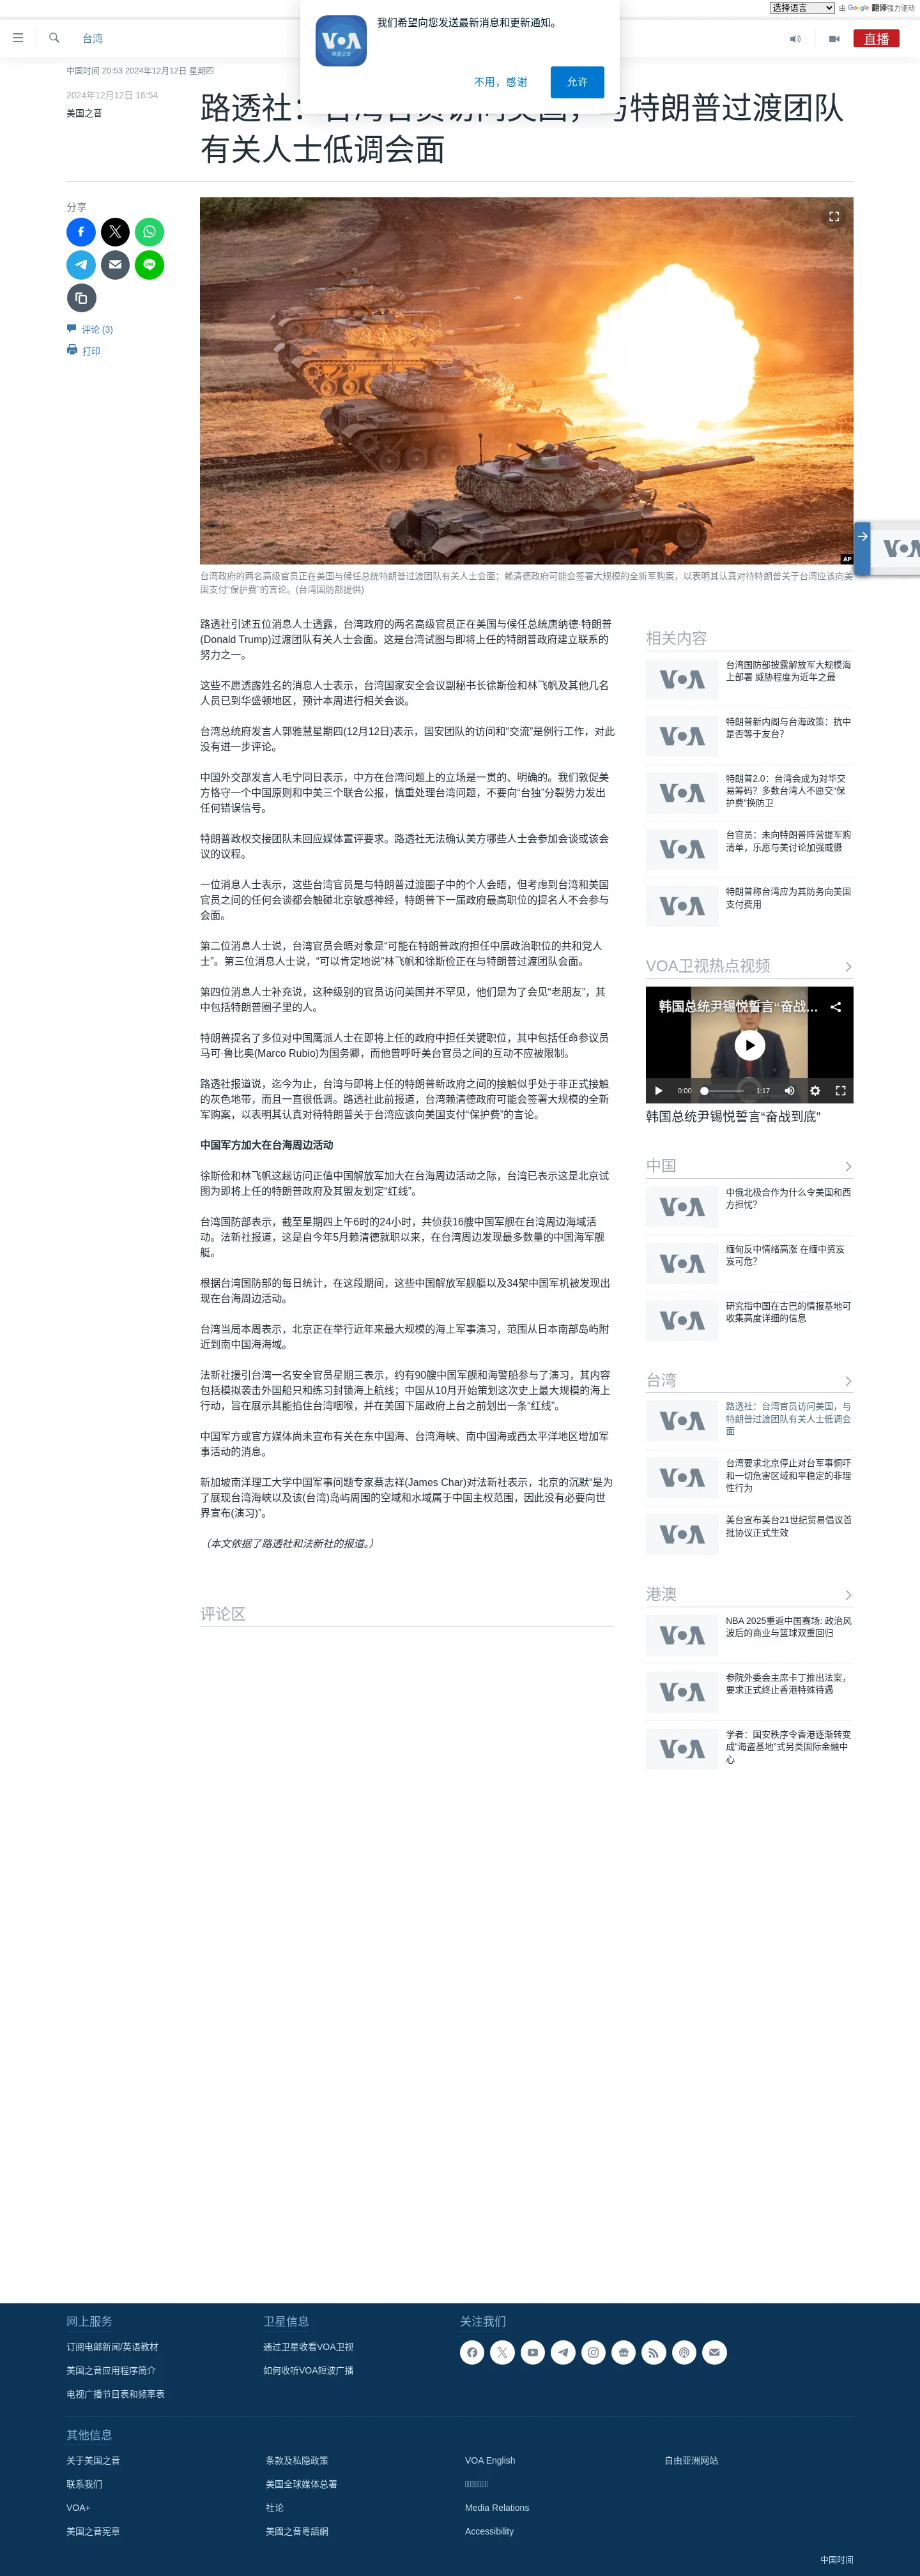 选择语言
由 Google 翻译强力驱动
台湾
直播
VOA
美国之音
我们希望向您发送最新消息和更新通知。
不用，感谢
允许
中国时间 20:53 2024年12月12日 星期四
2024年12月12日 16:54
美国之音
路透社：台湾官员访问美国，与特朗普过渡团队
有关人士低调会面
分享
评论 (3)
打印
AP
台湾政府的两名高级官员正在美国与候任总统特朗普过渡团队有关人士会面；赖清德政府可能会签署大规模的全新军购案，以表明其认真对待特朗普关于台湾应该向美
国支付“保护费”的言论。(台湾国防部提供)
路透社引述五位消息人士透露，台湾政府的两名高级官员正在美国与候任总统唐纳德·特朗普
(Donald Trump)过渡团队有关人士会面。这是台湾试图与即将上任的特朗普政府建立联系的
努力之一。
这些不愿透露姓名的消息人士表示，台湾国家安全会议副秘书长徐斯俭和林飞帆及其他几名
人员已到华盛顿地区，预计本周进行相关会谈。
台湾总统府发言人郭雅慧星期四(12月12日)表示，国安团队的访问和“交流”是例行工作，对此
没有进一步评论。
中国外交部发言人毛宁同日表示，中方在台湾问题上的立场是一贯的、明确的。我们敦促美
方恪守一个中国原则和中美三个联合公报，慎重处理台湾问题，不要向“台独”分裂势力发出
任何错误信号。
特朗普政权交接团队未回应媒体置评要求。路透社无法确认美方哪些人士会参加会谈或该会
议的议程。
一位消息人士表示，这些台湾官员是与特朗普过渡圈子中的个人会晤，但考虑到台湾和美国
官员之间的任何会谈都会触碰北京敏感神经，特朗普下一届政府最高职位的提名人不会参与
会面。
第二位消息人士说，台湾官员会晤对象是“可能在特朗普政府担任中层政治职位的共和党人
士”。第三位消息人士说，“可以肯定地说”林飞帆和徐斯俭正在与特朗普过渡团队会面。
第四位消息人士补充说，这种级别的官员访问美国并不罕见，他们是为了会见“老朋友”，其
中包括特朗普圈子里的人。
特朗普提名了多位对中国鹰派人士在即将上任的政府中担任关键职位，其中包括任命参议员
马可·鲁比奥(Marco Rubio)为国务卿，而他曾呼吁美台官员之间的互动不应被限制。
路透社报道说，迄今为止，台湾与即将上任的特朗普新政府之间的接触似乎处于非正式接触
的灰色地带，而且一直很低调。路透社此前报道，台湾赖清德政府可能会签署大规模的全新
军购案，以表明其认真对待特朗普关于台湾应该向美国支付“保护费”的言论。
中国军方加大在台海周边活动
徐斯俭和林飞帆这趟访问正值中国解放军加大在台海周边活动之际，台湾已表示这是北京试
图为即将上任的特朗普政府及其盟友划定“红线”。
台湾国防部表示，截至星期四上午6时的24小时，共侦获16艘中国军舰在台湾周边海域活
动。法新社报道，这是自今年5月赖清德就职以来，在台湾周边发现最多数量的中国海军舰
艇。
根据台湾国防部的每日统计，在这段期间，这些中国解放军舰艇以及34架中国军机被发现出
现在台海周边活动。
台湾当局本周表示，北京正在举行近年来最大规模的海上军事演习，范围从日本南部岛屿附
近到南中国海海域。
法新社援引台湾一名安全官员星期三表示，约有90艘中国军舰和海警船参与了演习，其内容
包括模拟袭击外国船只和练习封锁海上航线；中国从10月开始策划这次史上最大规模的海上
行动，旨在展示其能掐住台湾咽喉，并在美国下届政府上台之前划出一条“红线”。
中国军方或官方媒体尚未宣布有关在东中国海、台湾海峡、南中国海或西太平洋地区增加军
事活动的消息。
新加坡南洋理工大学中国军事问题专家蔡志祥(James Char)对法新社表示，北京的沉默“是为
了展现台湾海峡以及该(台湾)岛屿周围的空域和水域属于中国主权范围，因此没有必要向世
界宣布(演习)”。
（本文依据了路透社和法新社的报道。）
评论区
相关内容
VOA
台湾国防部披露解放军大规模海
上部署 威胁程度为近年之最
VOA
特朗普新内阁与台海政策：抗中
是否等于友台？
VOA
特朗普2.0：台湾会成为对华交
易筹码？多数台湾人不愿交“保
护费”换防卫
VOA
台官员：未向特朗普阵营提军购
清单，乐愿与美讨论加强威慑
VOA
特朗普称台湾应为其防务向美国
支付费用
VOA
VOA卫视热点视频
韩国总统尹锡悦誓言“奋战...
0:00
1:17
韩国总统尹锡悦誓言“奋战到底”
中国
VOA
中俄北极合作为什么令美国和西
方担忧？
VOA
缅甸反中情绪高涨 在缅中资岌
岌可危？
VOA
研究指中国在古巴的情报基地可
收集高度详细的信息
台湾
VOA
路透社：台湾官员访问美国，与
特朗普过渡团队有关人士低调会
面
VOA
台湾要求北京停止对台军事恫吓
和一切危害区域和平稳定的非理
性行为
VOA
美台宣布美台21世纪贸易倡议首
批协议正式生效
港澳
VOA
NBA 2025重返中国赛场: 政治风
波后的商业与篮球双重回归
VOA
参院外委会主席卡丁推出法案，
要求正式终止香港特殊待遇
VOA
学者：国安秩序令香港逐渐转变
成“海盗基地”式另类国际金融中
心
网上服务
订阅电邮新闻/英语教材
美国之音应用程序简介
电视广播节目表和频率表
卫星信息
通过卫星收看VOA卫视
如何收听VOA短波广播
关注我们
其他信息
关于美国之音
联系我们
VOA+
美国之音宪章
条款及私隐政策
美国全球媒体总署
社论
美國之音粵語網
VOA English
Media Relations
Accessibility
自由亚洲网站
中国时间